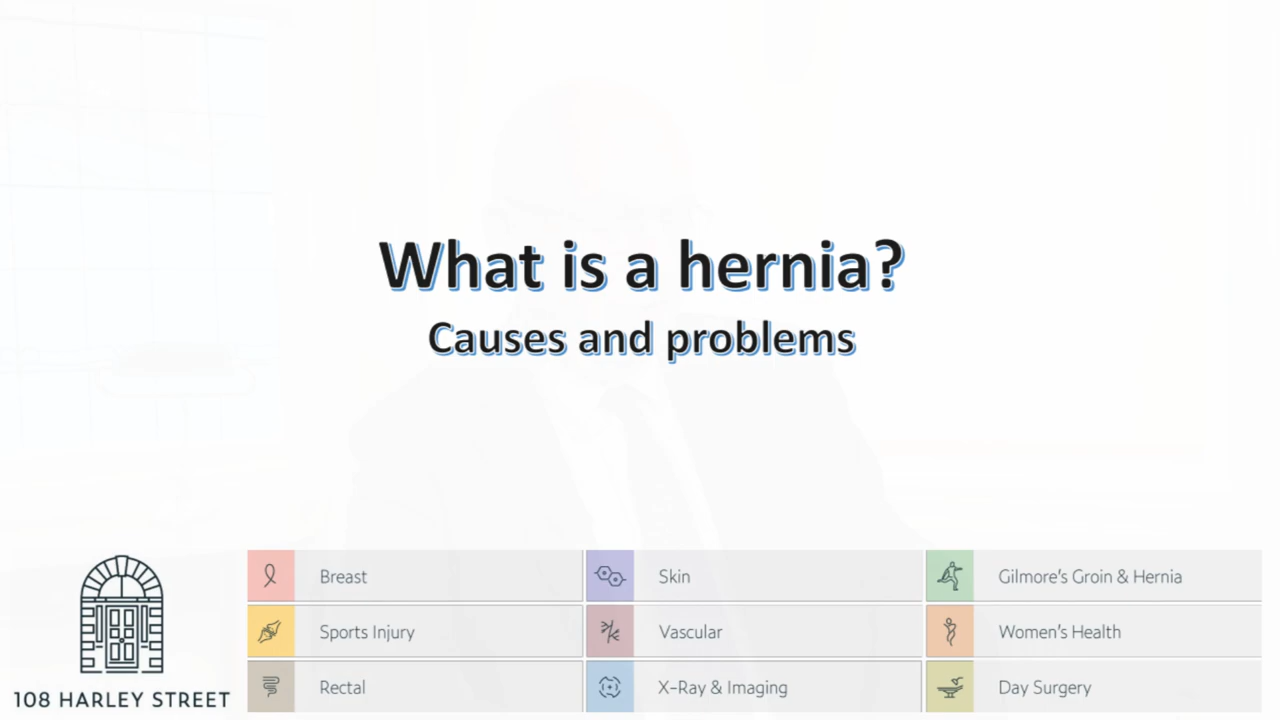 What is a hernia?
Causes and problems
Breast
Skin
Gilmore's Groin & Hernia
Sports Injury
Vascular
Women's Health
Rectal
X-Ray & Imaging
Day Surgery
108 HARLEY STREET